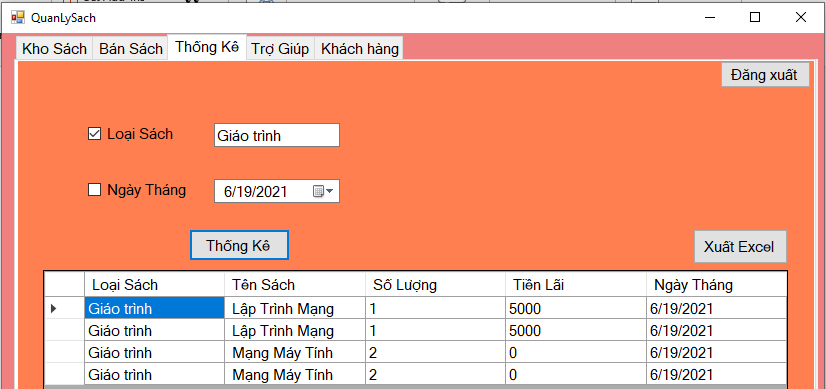 QuanLySach
Kho Sách Bán Sách Thống Kê Trợ Giúp Khách hàng
Đăng xuất
Loại Sách Giáo trình
Ngày Tháng 6/19/2021
Thống Kê Xuất Excel
Loại Sách Tên Sách Số Lượng Tiền Lãi Ngày Tháng
Giáo trình Lập Trình Mạng 1 5000 6/19/2021
Giáo trình Lập Trình Mạng 1 5000 6/19/2021
Giáo trình Mạng Máy Tính 2 0 6/19/2021
Giáo trình Mạng Máy Tính 2 0 6/19/2021